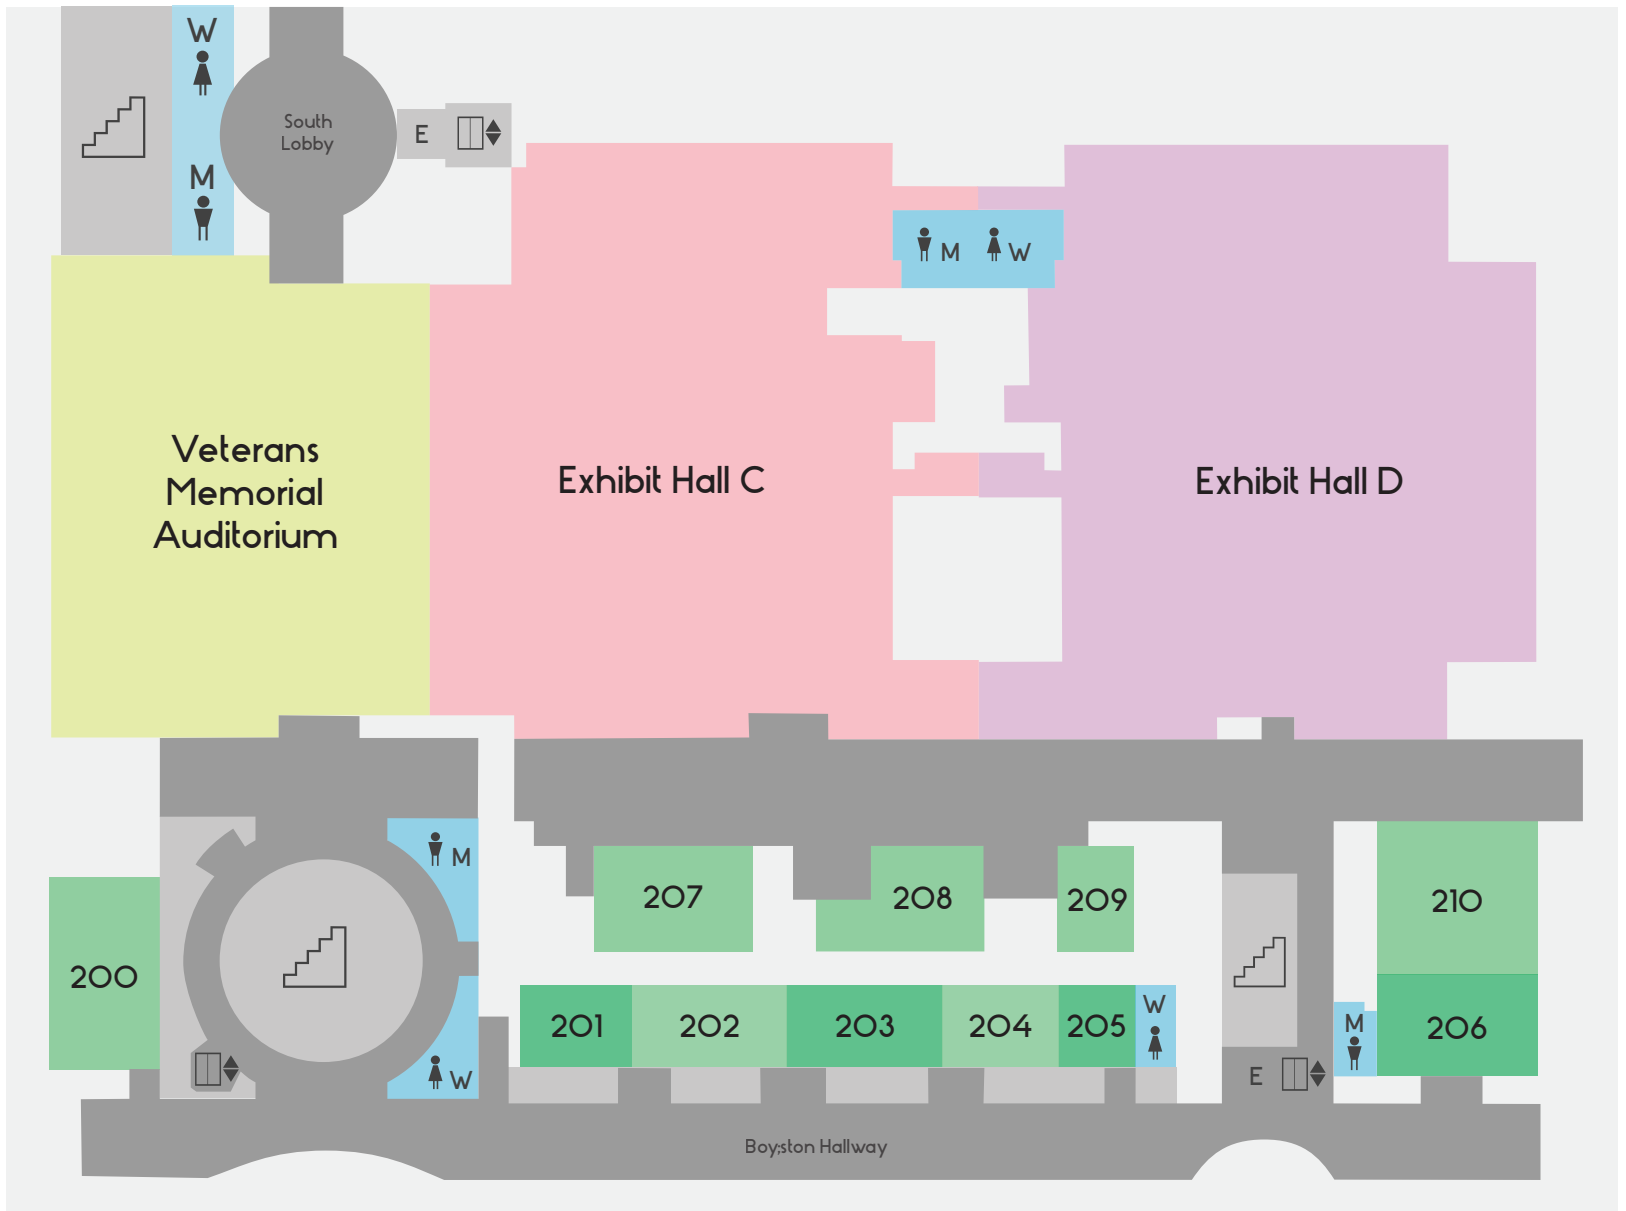 W
South
Lobby
E
M
M
W
Veterans
Memorial
Auditorium
Exhibit Hall C
Exhibit Hall D
M
207
208
209
210
200
201
202
203
204
205
W
M
206
W
E
Boy;ston Hallway